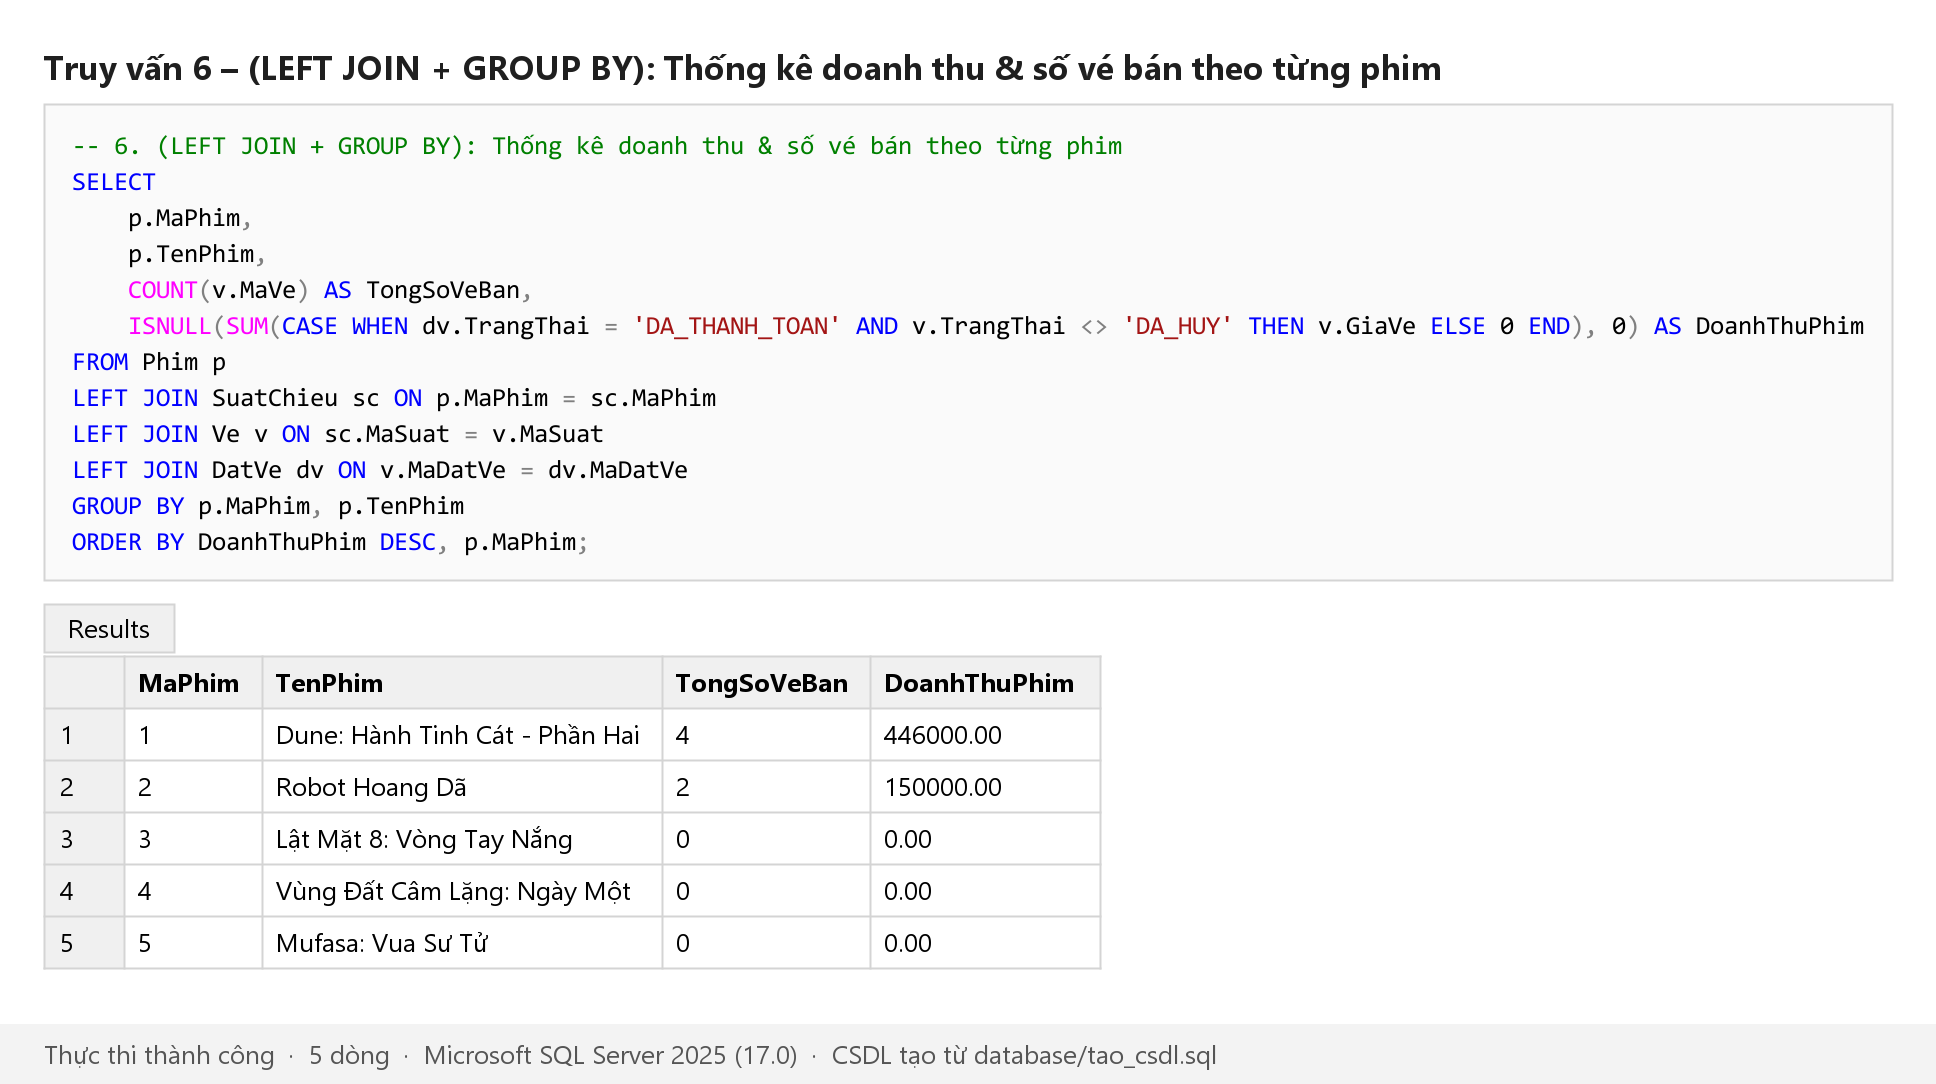 Truy vấn 6 – (LEFT JOIN + GROUP BY): Thống kê doanh thu & số vé bán theo từng phim
-- 6. (LEFT JOIN + GROUP BY): Thống kê doanh thu & số vé bán theo từng phim
SELECT
    p.MaPhim,
    p.TenPhim,
    COUNT(v.MaVe) AS TongSoVeBan,
    ISNULL(SUM(CASE WHEN dv.TrangThai = 'DA_THANH_TOAN' AND v.TrangThai <> 'DA_HUY' THEN v.GiaVe ELSE 0 END), 0) AS DoanhThuPhim
FROM Phim p
LEFT JOIN SuatChieu sc ON p.MaPhim = sc.MaPhim
LEFT JOIN Ve v ON sc.MaSuat = v.MaSuat
LEFT JOIN DatVe dv ON v.MaDatVe = dv.MaDatVe
GROUP BY p.MaPhim, p.TenPhim
ORDER BY DoanhThuPhim DESC, p.MaPhim;
Results
MaPhim TenPhim TongSoVeBan DoanhThuPhim
1 1 Dune: Hành Tinh Cát - Phần Hai 4 446000.00
2 2 Robot Hoang Dã 2 150000.00
3 3 Lật Mặt 8: Vòng Tay Nắng 0 0.00
4 4 Vùng Đất Câm Lặng: Ngày Một 0 0.00
5 5 Mufasa: Vua Sư Tử 0 0.00
Thực thi thành công · 5 dòng · Microsoft SQL Server 2025 (17.0) · CSDL tạo từ database/tao_csdl.sql